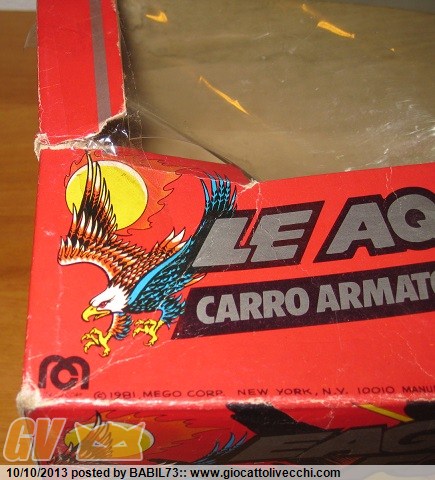 LE AQ
CARRO ARMATO
© 1981 MEGO CORP. NEW YORK, N.Y. 10010 MANU
GV
EAG
10/10/2013 posted by BABIL73:: www.giocattolivecchi.com